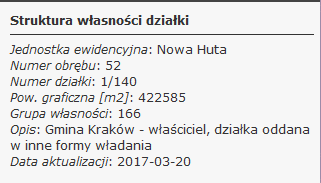 Struktura własności działki
Jednostka ewidencyjna: Nowa Huta
Numer obrębu: 52
Numer działki: 1/140
Pow. graficzna [m2]: 422585
Grupa własności: 166
Opis: Gmina Kraków - właściciel, działka oddana
w inne formy władania
Data aktualizacji: 2017-03-20